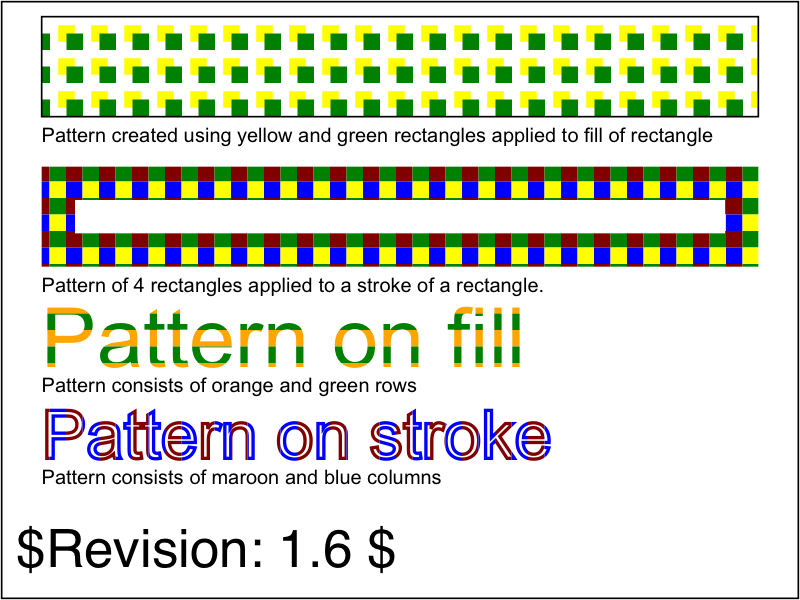 Pattern created using yellow and green rectangles applied to fill of rectangle
Pattern of 4 rectangles applied to a stroke of a rectangle.
Pattern on fill
Pattern consists of orange and green rows
Pattern on stroke
Pattern consists of maroon and blue columns
$Revision: 1.6 $